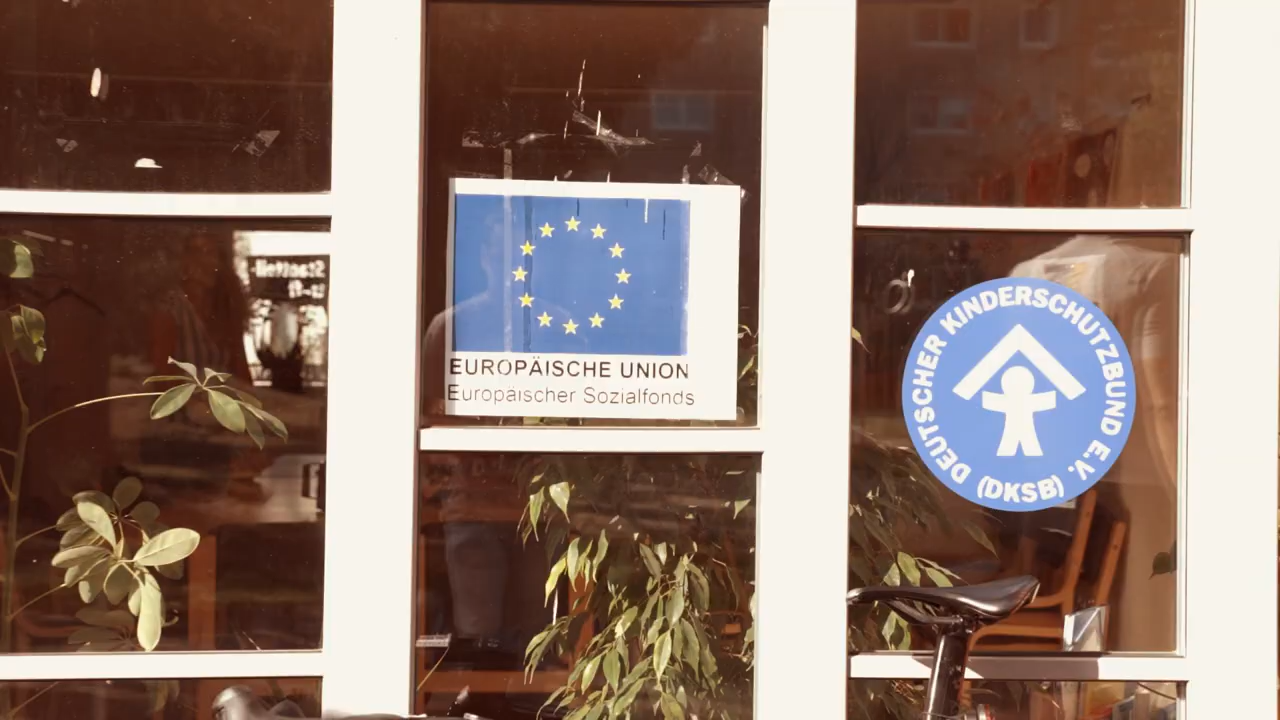 EUROPÄISCHE UNION
Europäischer Sozialfonds
DEUTSCHER KINDERSCHUTZBUND E.V.
(DKSB)